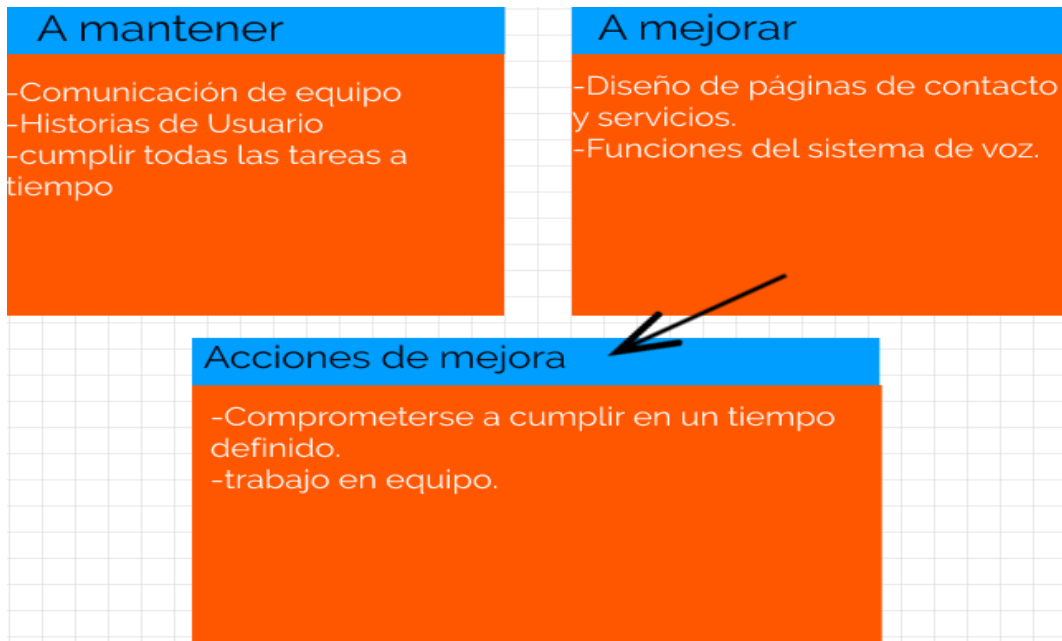 A mantener
-Comunicación de equipo
-Historias de Usuario
-cumplir todas las tareas a
tiempo
A mejorar
-Diseño de páginas de contacto
y servicios.
-Funciones del sistema de voz.
Acciones de mejora
-Comprometerse a cumplir en un tiempo
definido.
-trabajo en equipo.